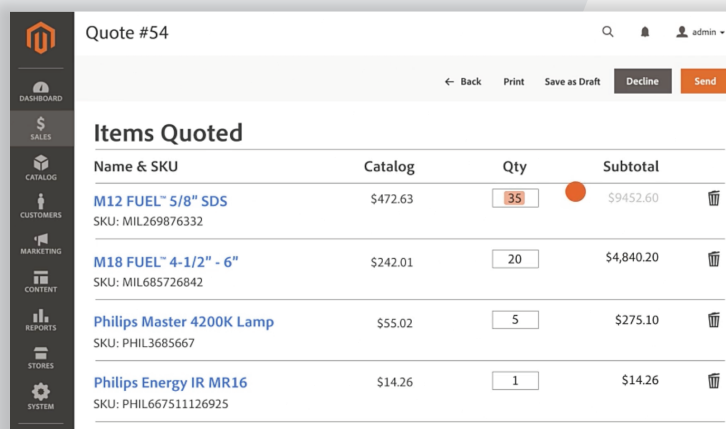 Quote #54
admin
← Back Print Save as Draft Decline Send
DASHBOARD
SALES
CATALOG
CUSTOMERS
MARKETING
CONTENT
REPORTS
STORES
SYSTEM
Items Quoted
Name & SKU Catalog Qty Subtotal
M12 FUEL™ 5/8" SDS $472.63 35 $9452.60
SKU: MIL269876332
M18 FUEL™ 4-1/2" - 6" $242.01 20 $4,840.20
SKU: MIL685726842
Philips Master 4200K Lamp $55.02 5 $275.10
SKU: PHIL3685667
Philips Energy IR MR16 $14.26 1 $14.26
SKU: PHIL667511126925